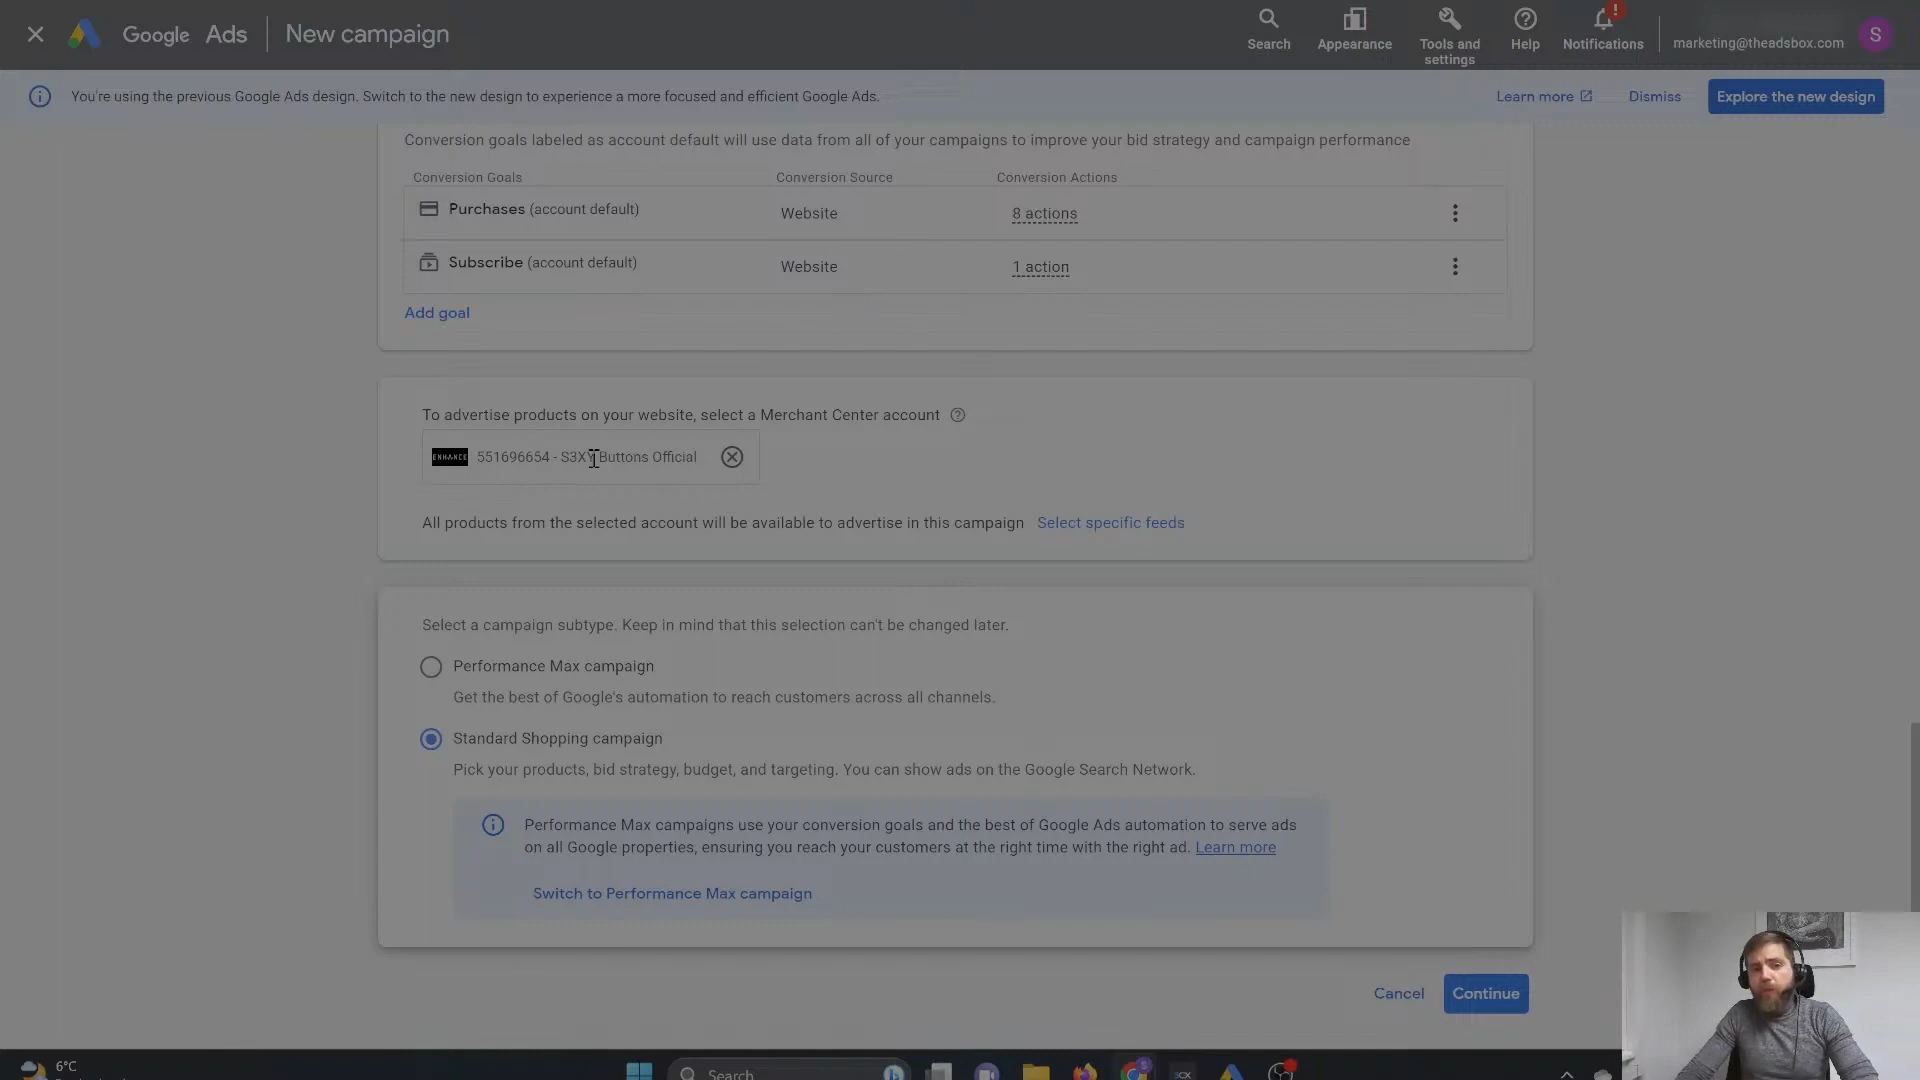 Google Ads New campaign
Search
Appearance
Tools and settings
Help
Notifications
!
marketing@theadsbox.com
S
You're using the previous Google Ads design. Switch to the new design to experience a more focused and efficient Google Ads.
Learn more
Dismiss
Explore the new design
Conversion goals labeled as account default will use data from all of your campaigns to improve your bid strategy and campaign performance
Conversion Goals Conversion Source Conversion Actions
Purchases (account default) Website 8 actions
Subscribe (account default) Website 1 action
Add goal
To advertise products on your website, select a Merchant Center account
ENHANCE 551696654 - S3XY Buttons Official
All products from the selected account will be available to advertise in this campaign Select specific feeds
Select a campaign subtype. Keep in mind that this selection can't be changed later.
Performance Max campaign
Get the best of Google's automation to reach customers across all channels.
Standard Shopping campaign
Pick your products, bid strategy, budget, and targeting. You can show ads on the Google Search Network.
Performance Max campaigns use your conversion goals and the best of Google Ads automation to serve ads
on all Google properties, ensuring you reach your customers at the right time with the right ad. Learn more
Switch to Performance Max campaign
Cancel Continue
6°C
Search